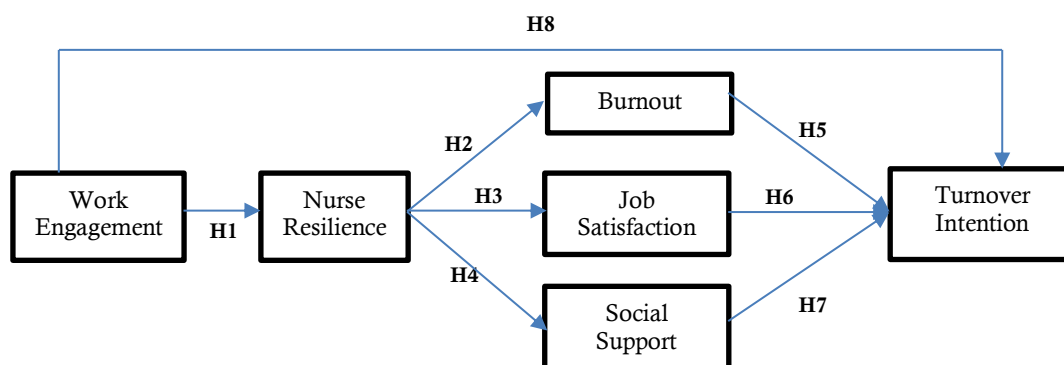 H8
Burnout
H2
H5
Work
Engagement
H1
Nurse
Resilience
H3
Job
Satisfaction
H6
Turnover
Intention
H4
Social
Support
H7